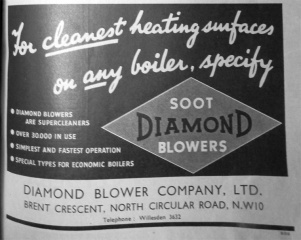 For cleanest heating surfaces
on any boiler, specify
• DIAMOND BLOWERS
ARE SUPERCLEANERS
• OVER 30,000 IN USE
• SIMPLEST AND FASTEST OPERATION
• SPECIAL TYPES FOR ECONOMIC BOILERS
SOOT
DIAMOND
BLOWERS
DIAMOND BLOWER COMPANY, LTD.
BRENT CRESCENT, NORTH CIRCULAR ROAD, N.W10
Telephone : Willesden 3632